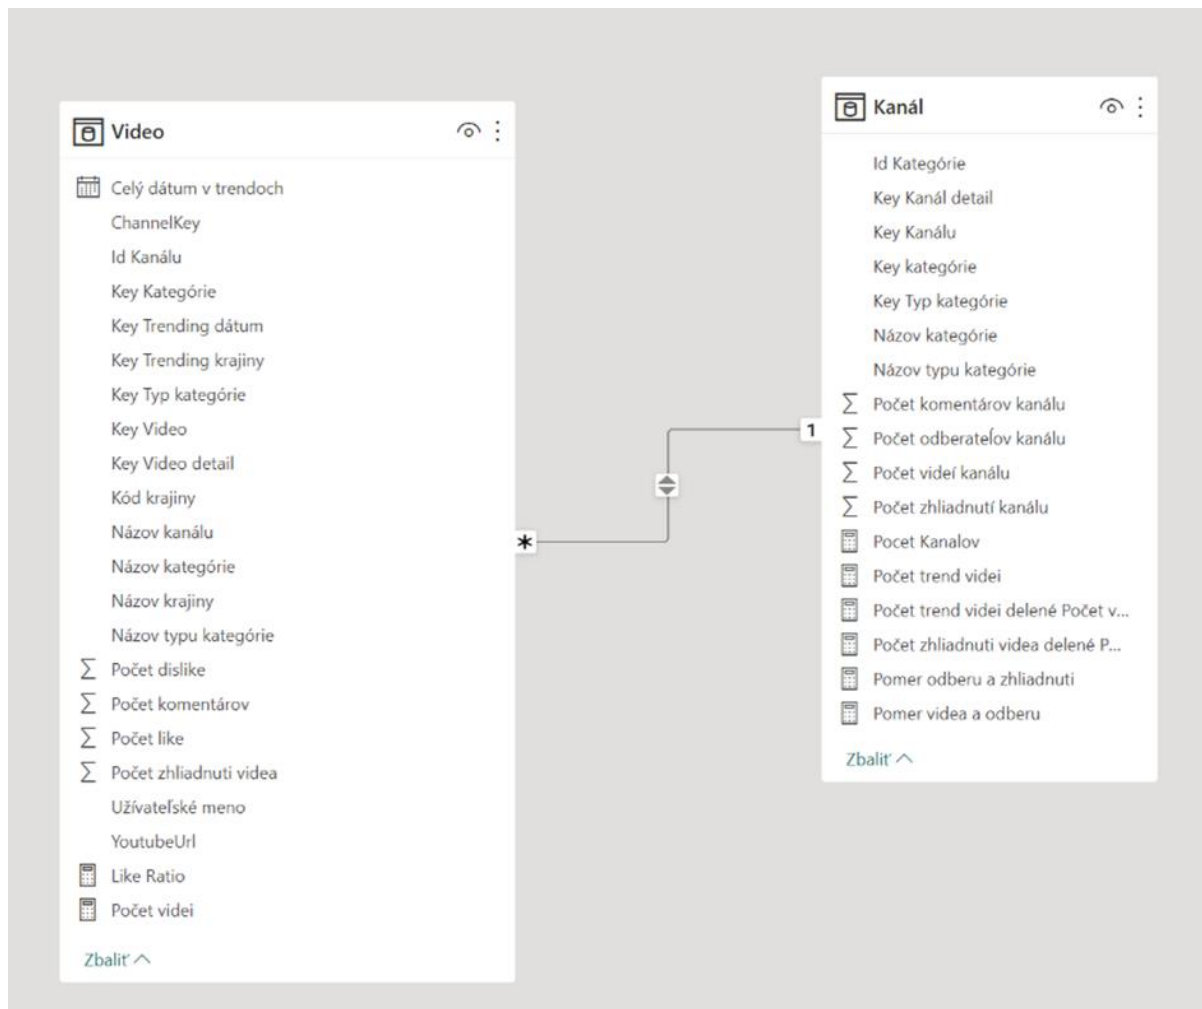 Video
Celý dátum v trendoch
ChannelKey
Id Kanálu
Key Kategórie
Key Trending dátum
Key Trending krajiny
Key Typ kategórie
Key Video
Key Video detail
Kód krajiny
Názov kanálu
Názov kategórie
Názov krajiny
Názov typu kategórie
Počet dislike
Počet komentárov
Počet like
Počet zhliadnuti videa
Užívateľské meno
YoutubeUrl
Like Ratio
Počet videi
Zbaliť
*
1
Kanál
Id Kategórie
Key Kanál detail
Key Kanálu
Key kategórie
Key Typ kategórie
Názov kategórie
Názov typu kategórie
Počet komentárov kanálu
Počet odberateĺov kanálu
Počet videí kanálu
Počet zhliadnutí kanálu
Pocet Kanalov
Počet trend videi
Počet trend videi delené Počet v...
Počet zhliadnuti videa delené P...
Pomer odberu a zhliadnuti
Pomer videa a odberu
Zbaliť